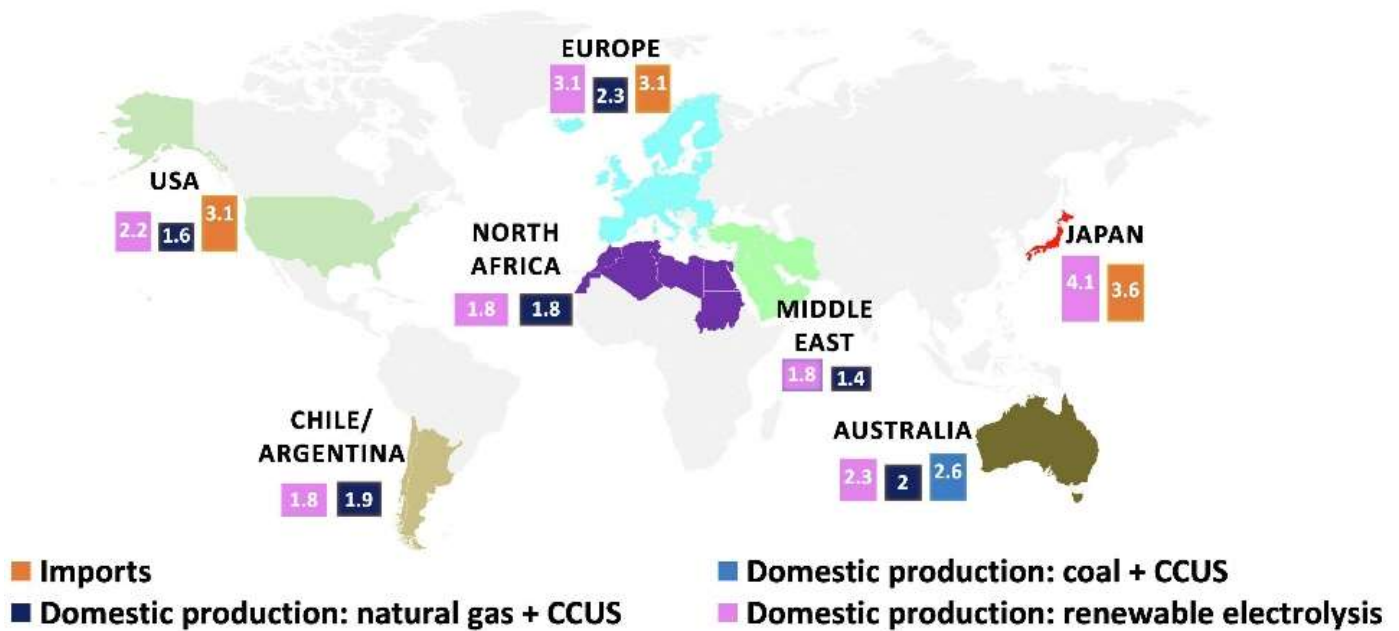 EUROPE
3.1 2.3 3.1
USA
2.2 1.6 3.1
NORTH
AFRICA
1.8 1.8
JAPAN
4.1 3.6
MIDDLE
EAST
1.8 1.4
CHILE/
ARGENTINA
1.8 1.9
AUSTRALIA
2.3 2 2.6
Imports
Domestic production: coal + CCUS
Domestic production: natural gas + CCUS
Domestic production: renewable electrolysis